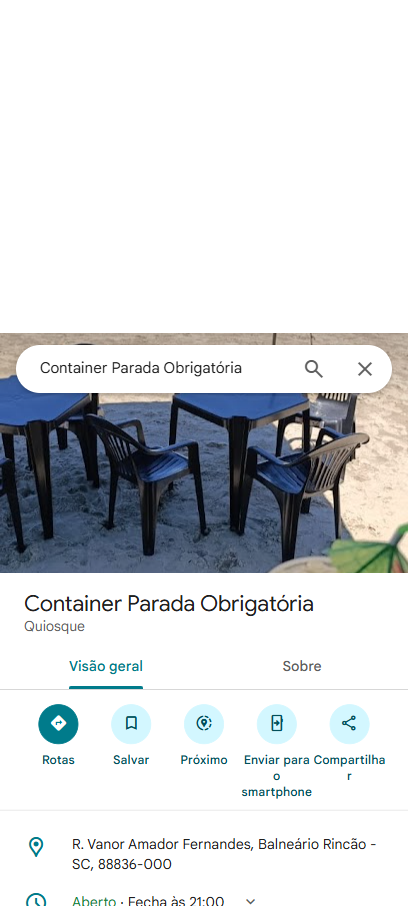 Container Parada Obrigatória
Container Parada Obrigatória
Quiosque
Visão geral
Sobre
Rotas
Salvar
Próximo
Enviar para
o
smartphone
Compartilha
r
R. Vanor Amador Fernandes, Balneário Rincão -
SC, 88836-000
Aberto · Fecha às 21:00